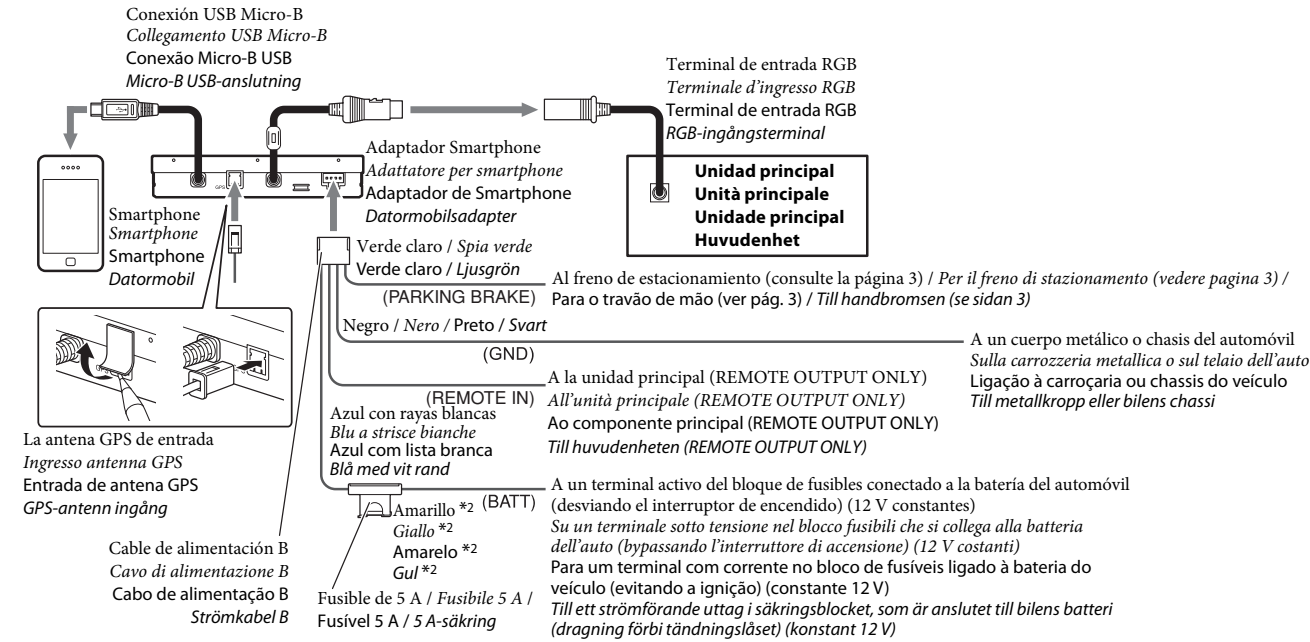 Conexión USB Micro-B
Collegamento USB Micro-B
Conexão Micro-B USB
Micro-B USB-anslutning
Terminal de entrada RGB
Terminale d'ingresso RGB
Terminal de entrada RGB
RGB-ingångsterminal
Adaptador Smartphone
Adattatore per smartphone
Adaptador de Smartphone
Datormobilsadapter
GPS
Unidad principal
Unità principale
Unidade principal
Huvudenhet
Smartphone
Smartphone
Smartphone
Datormobil
Verde claro / Spia verde
Verde claro / Ljusgrön
(PARKING BRAKE)
Al freno de estacionamiento (consulte la página 3) / Per il freno di stazionamento (vedere pagina 3) /
Para o travão de mão (ver pág. 3) / Till handbromsen (se sidan 3)
Negro / Nero / Preto / Svart
(GND)
A un cuerpo metálico o chasis del automóvil
Sulla carrozzeria metallica o sul telaio dell'auto
Ligação à carroçaria ou chassis do veículo
Till metallkropp eller bilens chassi
(REMOTE IN)
Azul con rayas blancas
Blu a strisce bianche
Azul com lista branca
Blå med vit rand
A la unidad principal (REMOTE OUTPUT ONLY)
All'unità principale (REMOTE OUTPUT ONLY)
Ao componente principal (REMOTE OUTPUT ONLY)
Till huvudenheten (REMOTE OUTPUT ONLY)
La antena GPS de entrada
Ingresso antenna GPS
Entrada de antena GPS
GPS-antenn ingång
(BATT)
Amarillo *2
Giallo *2
Amarelo *2
Gul *2
A un terminal activo del bloque de fusibles conectado a la batería del automóvil
(desviando el interruptor de encendido) (12 V constantes)
Su un terminale sotto tensione nel blocco fusibili che si collega alla batteria
dell'auto (bypassando l'interruttore di accensione) (12 V costanti)
Para um terminal com corrente no bloco de fusíveis ligado à bateria do
veículo (evitando a ignição) (constante 12 V)
Till ett strömförande uttag i säkringsblocket, som är anslutet till bilens batteri
(dragning förbi tändningslåset) (konstant 12 V)
Cable de alimentación B
Cavo di alimentazione B
Cabo de alimentação B
Strömkabel B
Fusible de 5 A / Fusibile 5 A /
Fusível 5 A / 5 A-säkring